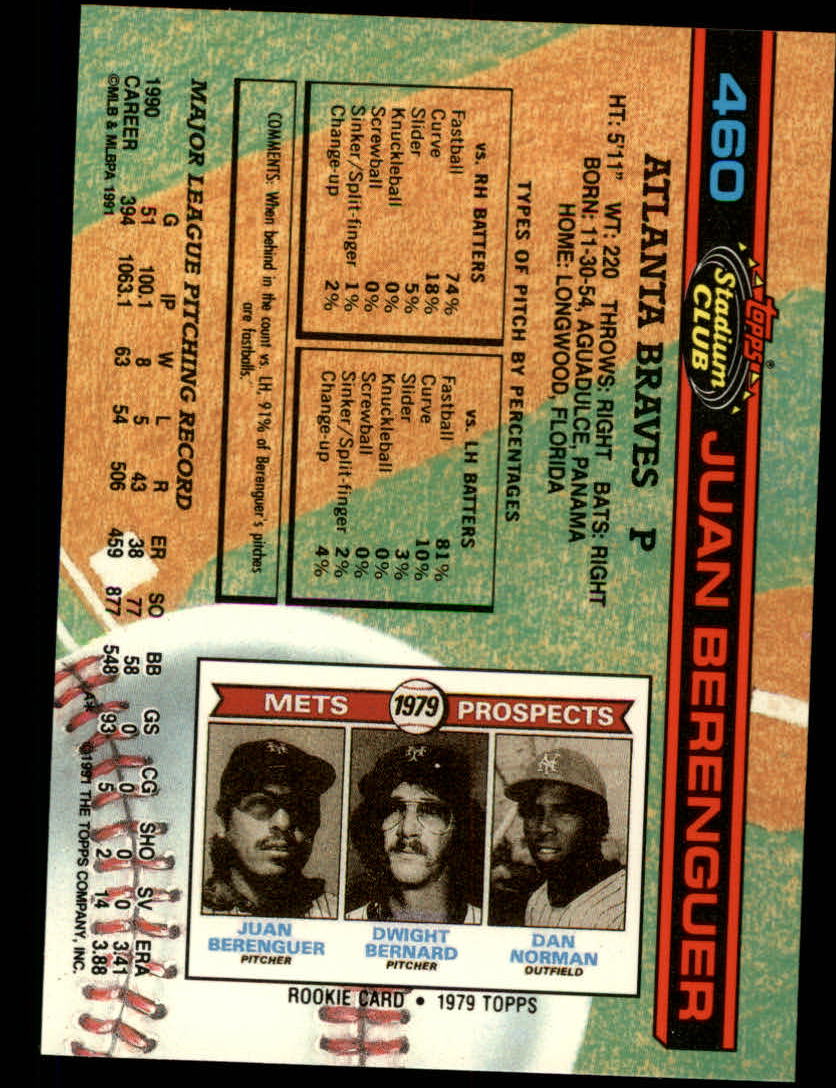 460
topps®
Stadium
CLUB
JUAN BERENGUER
ATLANTA BRAVES P
HT: 5'11" WT: 220 THROWS: RIGHT BATS: RIGHT
BORN: 11-30-54, AGUADULCE, PANAMA
HOME: LONGWOOD, FLORIDA
TYPES OF PITCH BY PERCENTAGES
vs. RH BATTERS
Fastball 74%
Curve 18%
Slider 5%
Knuckleball 0%
Screwball 0%
Sinker/Split-finger 1%
Change-up 2%
vs. LH BATTERS
Fastball 81%
Curve 10%
Slider 3%
Knuckleball 0%
Screwball 0%
Sinker/Split-finger 2%
Change-up 4%
COMMENTS: When behind in the count vs. LH, 91% of Berenguer's pitches
are fastballs.
MAJOR LEAGUE PITCHING RECORD
G IP W L R ER SO BB GS CG SHO SV ERA
1990 51 100.1 8 5 43 38 77 58 0 0 0 0 3.41
CAREER 394 1063.1 63 54 506 459 877 548 93 5 2 14 3.88
©MLB & MLBPA 1991
A* ©1991 THE TOPPS COMPANY, INC.
METS 1979 PROSPECTS
JUAN
BERENGUER
PITCHER
DWIGHT
BERNARD
PITCHER
DAN
NORMAN
OUTFIELD
ROOKIE CARD • 1979 TOPPS